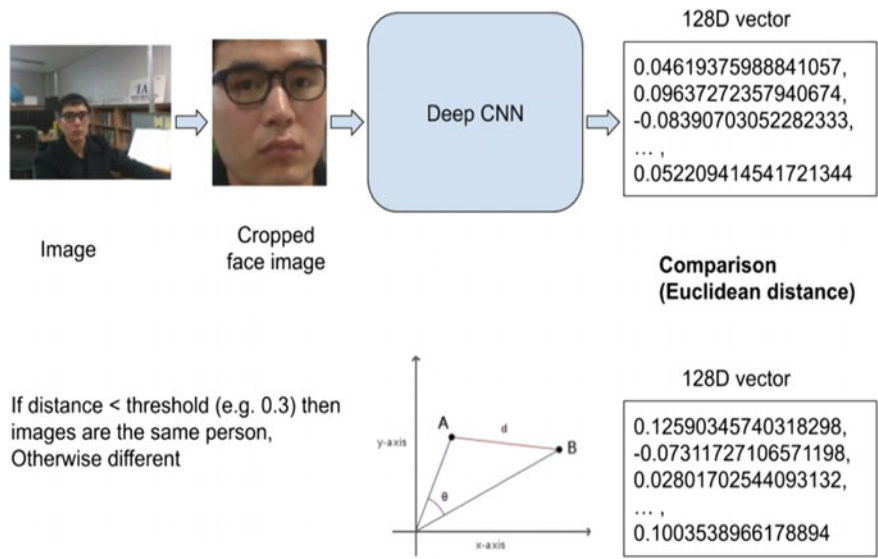 128D vector
0.04619375988841057,
0.09637272357940674,
-0.08390703052282333,
... ,
0.052209414541721344
Deep CNN
Image
Cropped
face image
Comparison
(Euclidean distance)
If distance < threshold (e.g. 0.3) then
images are the same person,
Otherwise different
y-axis
A
d
B
θ
x-axis
128D vector
0.12590345740318298,
-0.07311727106571198,
0.02801702544093132,
... ,
0.1003538966178894